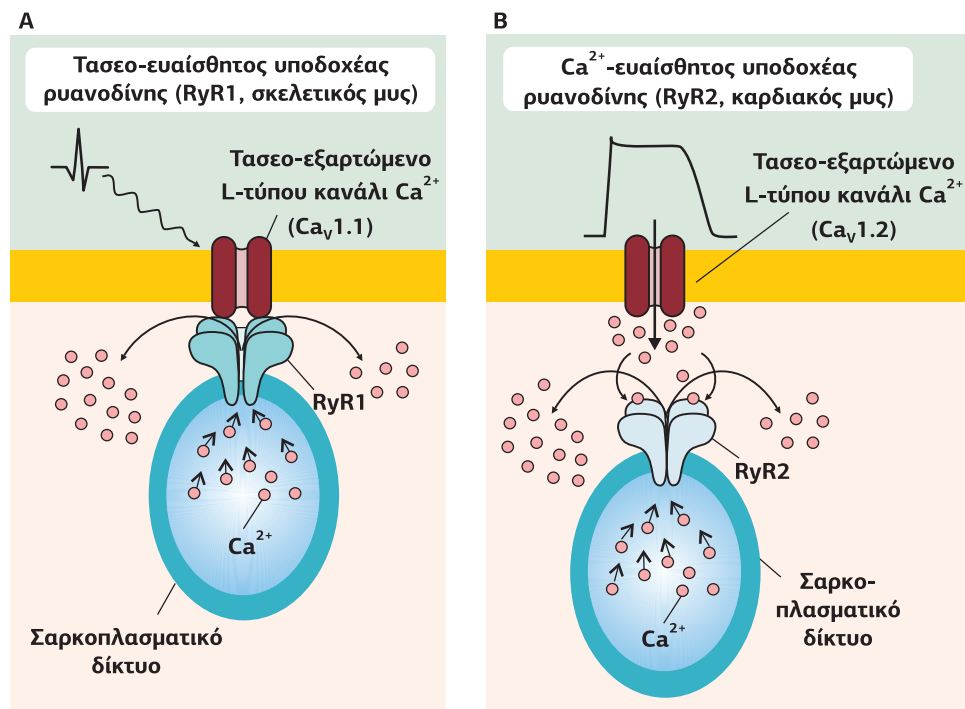 A
Τασεο-ευαίσθητος υποδοχέας
ρυανοδίνης (RyR1, σκελετικός μυς)
Τασεο-εξαρτώμενο
L-τύπου κανάλι Ca²⁺
(Caᵥ1.1)
RyR1
Ca²⁺
Σαρκοπλασματικό
δίκτυο
B
Ca²⁺-ευαίσθητος υποδοχέας
ρυανοδίνης (RyR2, καρδιακός μυς)
Τασεο-εξαρτώμενο
L-τύπου κανάλι Ca²⁺
(Caᵥ1.2)
RyR2
Ca²⁺
Σαρκο-
πλασματικό
δίκτυο